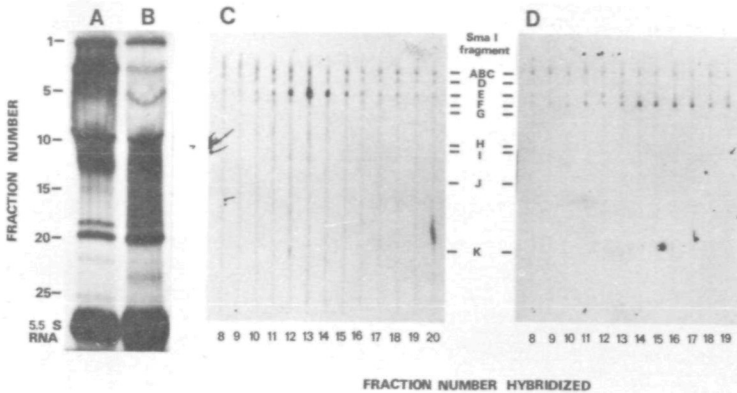 A B
C
D
FRACTION NUMBER
1
5
10
15
20
25
5.5 S
RNA
Sma I
fragment
ABC
D
E
F
G
H
I
J
K
8 9 10 11 12 13 14 15 16 17 18 19 20
8 9 10 11 12 13 14 15 16 17 18 19
FRACTION NUMBER HYBRIDIZED